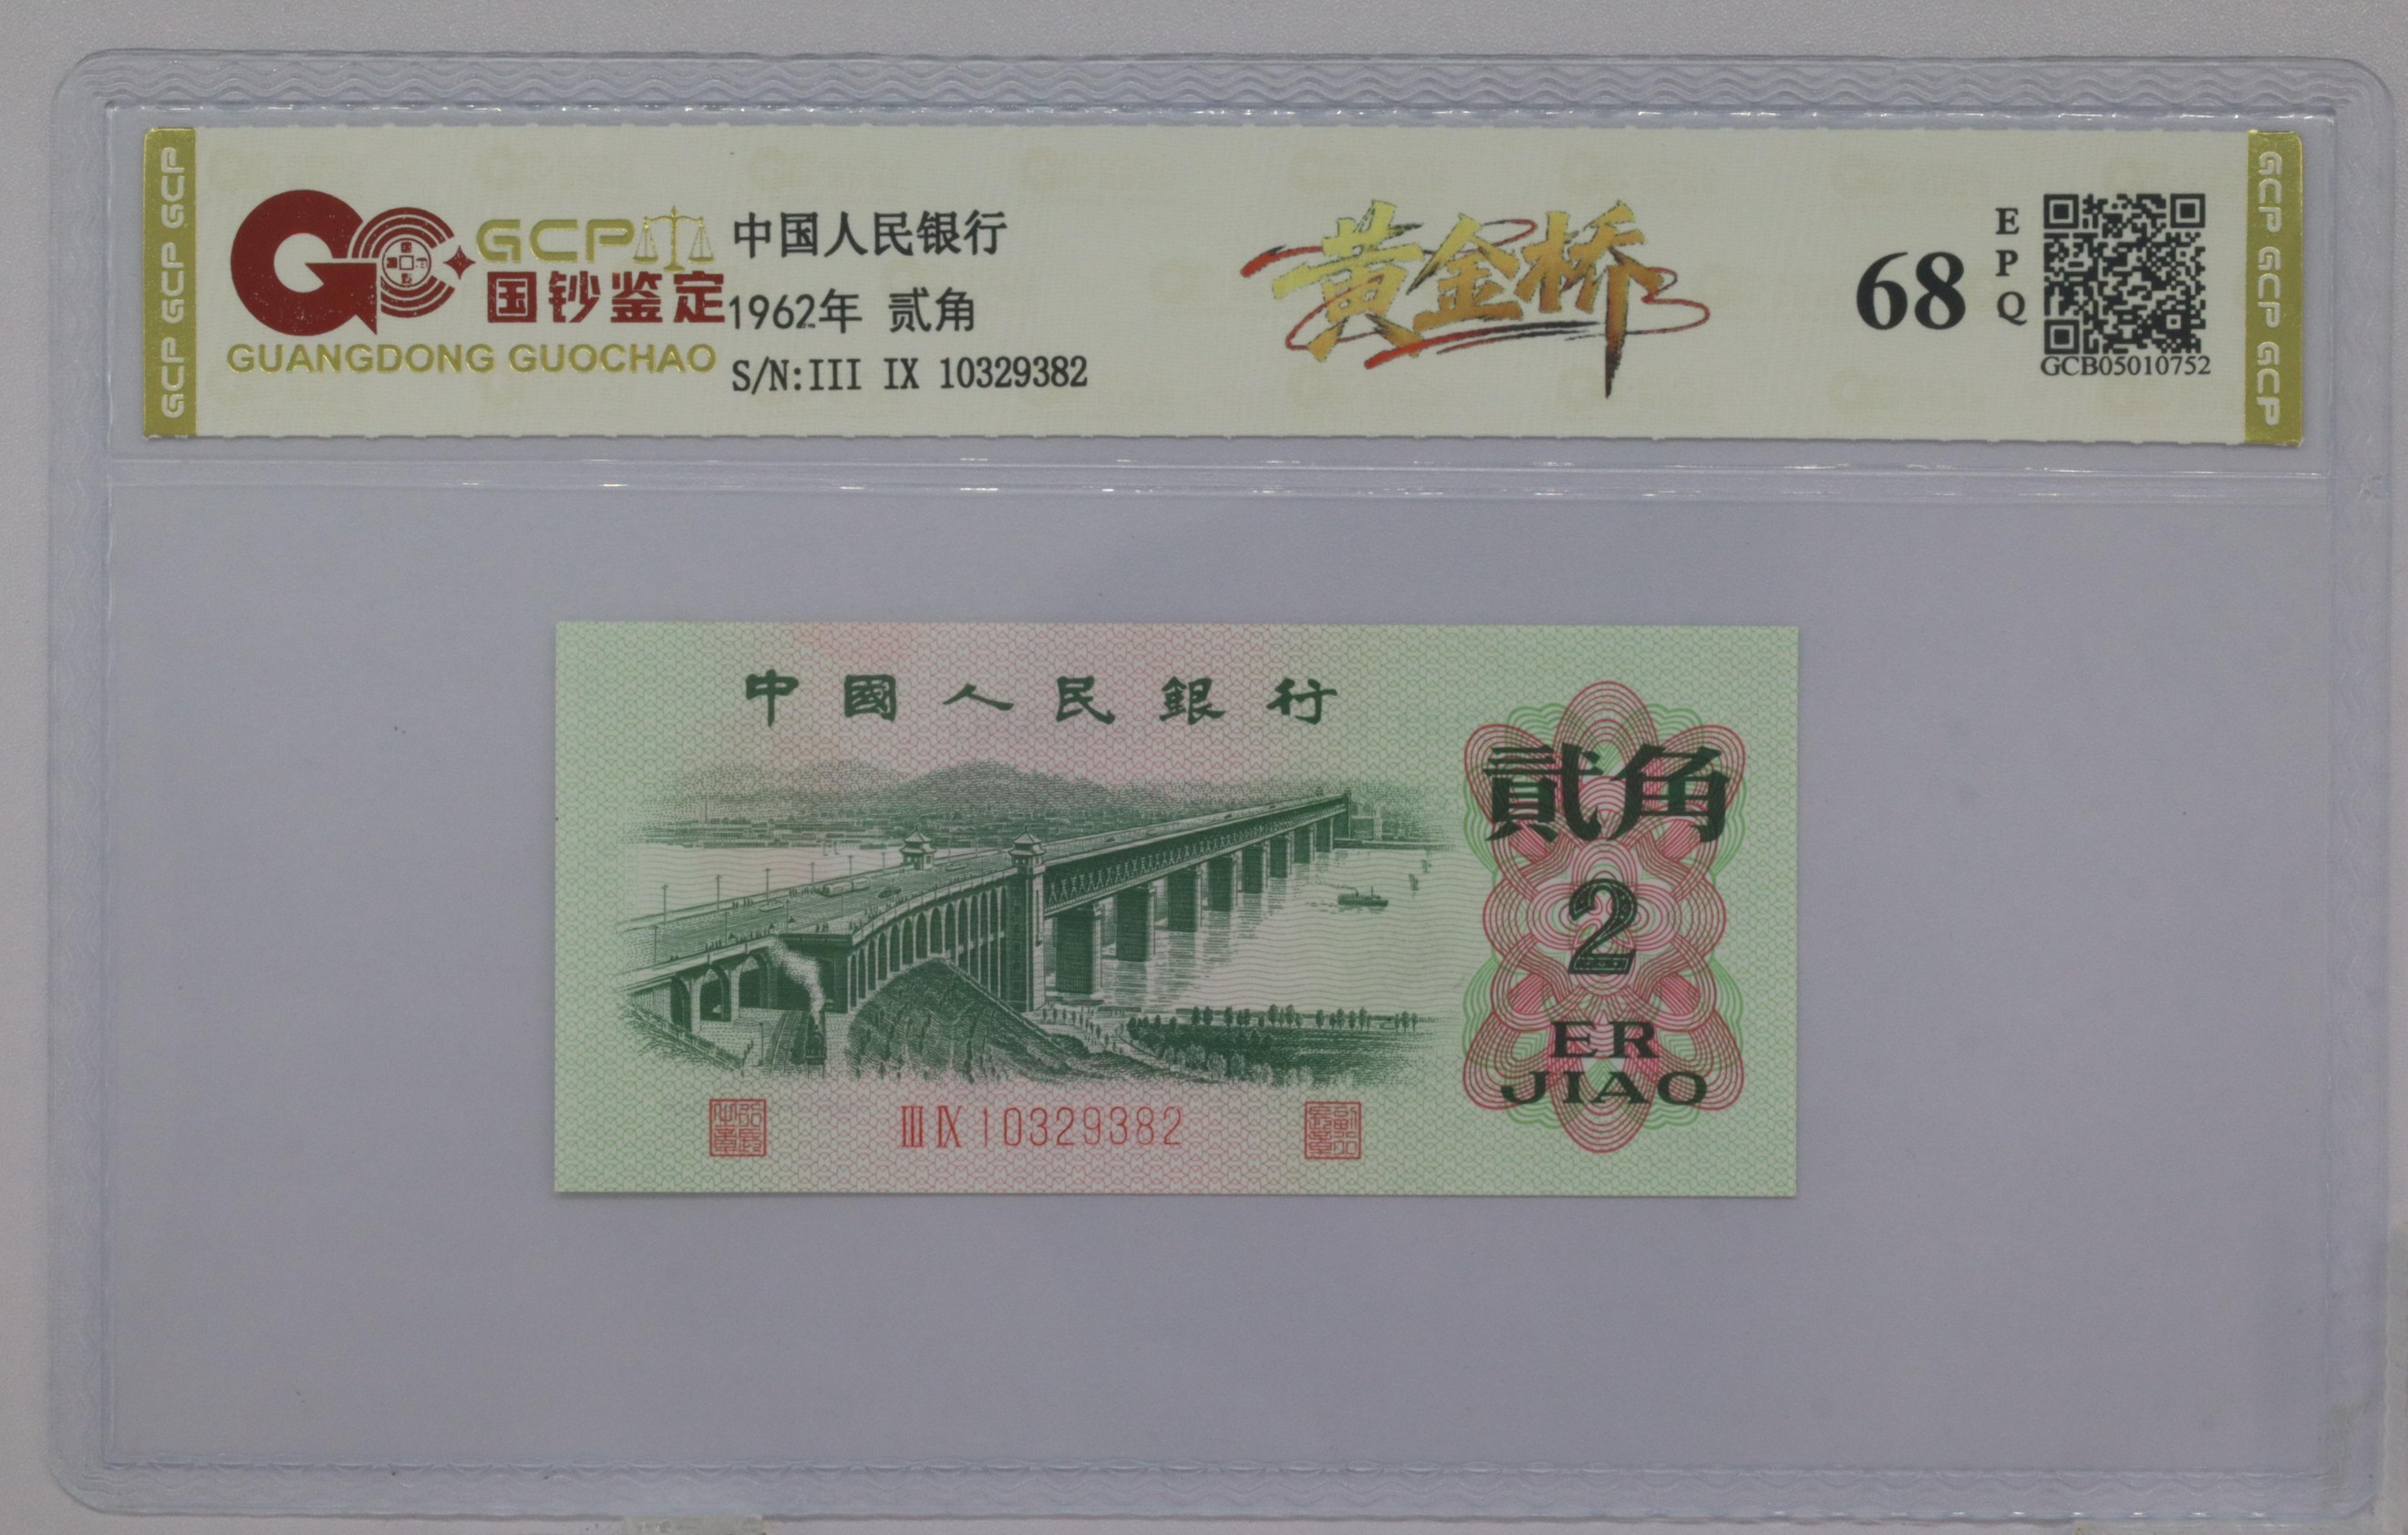 GCP GCP GCP
GCP
国钞鉴定
GUANGDONG GUOCHAO
中国人民银行
1962年 贰角
S/N:III IX 10329382
黄金桥
68
EPQ
GCB05010752
GCP GCP GCP
中國人民銀行
貳角
2
ER
JIAO
III IX 10329382